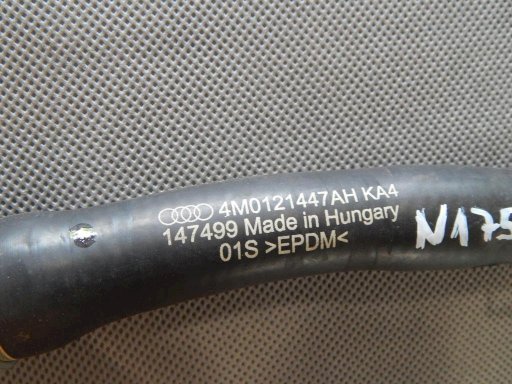 4M0121447AH KA4
147499 Made in Hungary
01S >EPDM<
N175